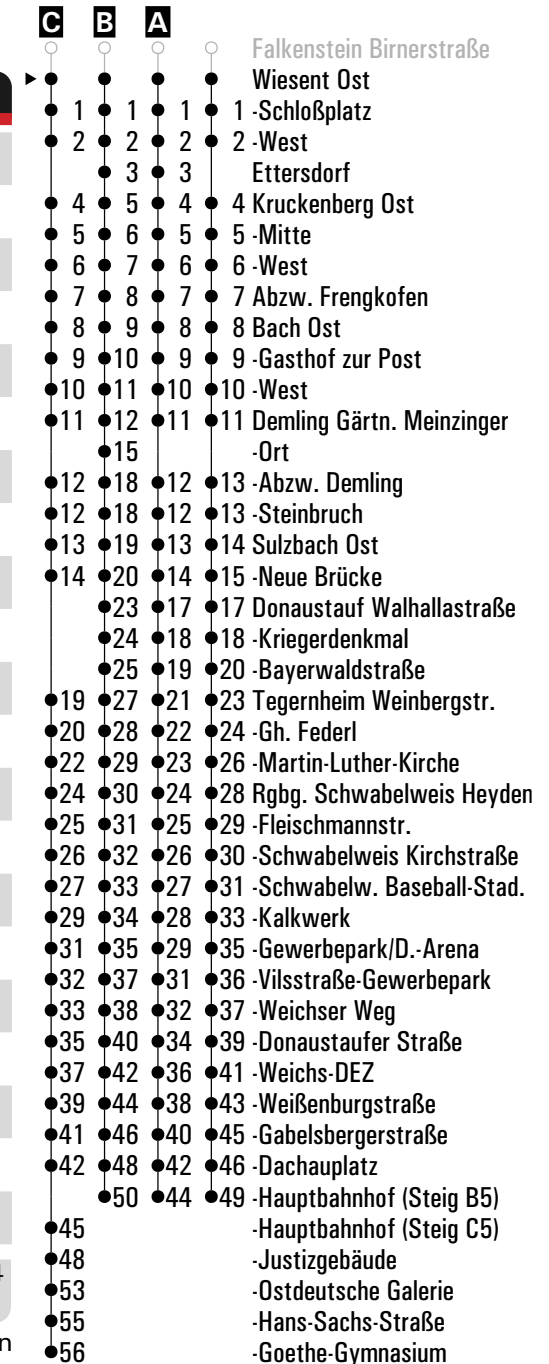 C B A
Falkenstein Birnerstraße
Wiesent Ost
1 1 1 1 -Schloßplatz
2 2 2 2 -West
3 3 Ettersdorf
4 5 4 4 Kruckenberg Ost
5 6 5 5 -Mitte
6 7 6 6 -West
7 8 7 7 Abzw. Frengkofen
8 9 8 8 Bach Ost
9 10 9 9 -Gasthof zur Post
10 11 10 10 -West
11 12 11 11 Demling Gärtn. Meinzinger
15 -Ort
12 18 12 13 -Abzw. Demling
12 18 12 13 -Steinbruch
13 19 13 14 Sulzbach Ost
14 20 14 15 -Neue Brücke
23 17 17 Donaustauf Walhallastraße
24 18 18 -Kriegerdenkmal
25 19 20 -Bayerwaldstraße
19 27 21 23 Tegernheim Weinbergstr.
20 28 22 24 -Gh. Federl
22 29 23 26 -Martin-Luther-Kirche
24 30 24 28 Rgbg. Schwabelweis Heyden
25 31 25 29 -Fleischmannstr.
26 32 26 30 -Schwabelweis Kirchstraße
27 33 27 31 -Schwabelw. Baseball-Stad.
29 34 28 33 -Kalkwerk
31 35 29 35 -Gewerbepark/D.-Arena
32 37 31 36 -Vilsstraße-Gewerbepark
33 38 32 37 -Weichser Weg
35 40 34 39 -Donaustaufer Straße
37 42 36 41 -Weichs-DEZ
39 44 38 43 -Weißenburgstraße
41 46 40 45 -Gabelsbergerstraße
42 48 42 46 -Dachauplatz
50 44 49 -Hauptbahnhof (Steig B5)
45 -Hauptbahnhof (Steig C5)
48 -Justizgebäude
53 -Ostdeutsche Galerie
55 -Hans-Sachs-Straße
n 56 -Goethe-Gymnasium